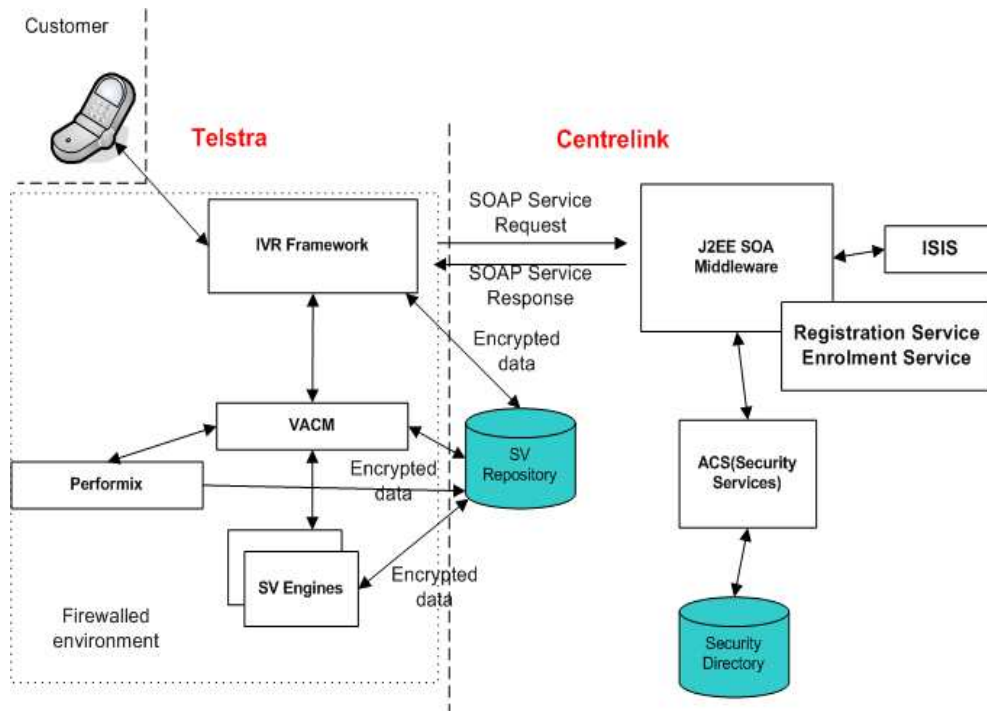 Customer
Telstra
Centrelink
IVR Framework
SOAP Service
Request
SOAP Service
Response
J2EE SOA
Middleware
ISIS
Registration Service
Enrolment Service
Encrypted
data
VACM
SV
Repository
Performix
Encrypted
data
ACS(Security
Services)
SV Engines
Encrypted
data
Firewalled
environment
Security
Directory